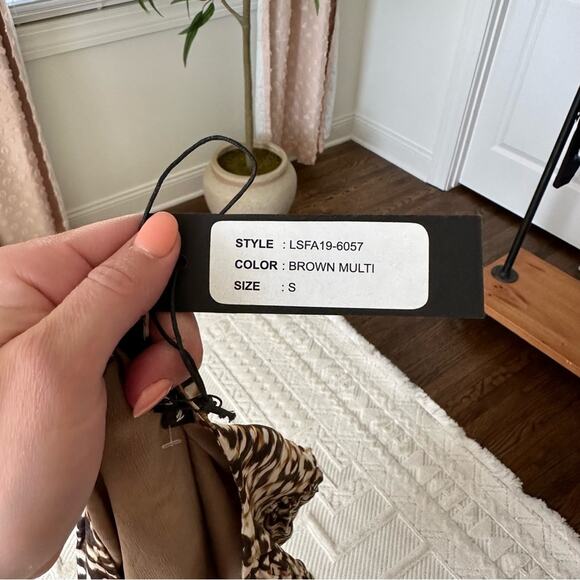 STYLE : LSFA19-6057
COLOR : BROWN MULTI
SIZE : S